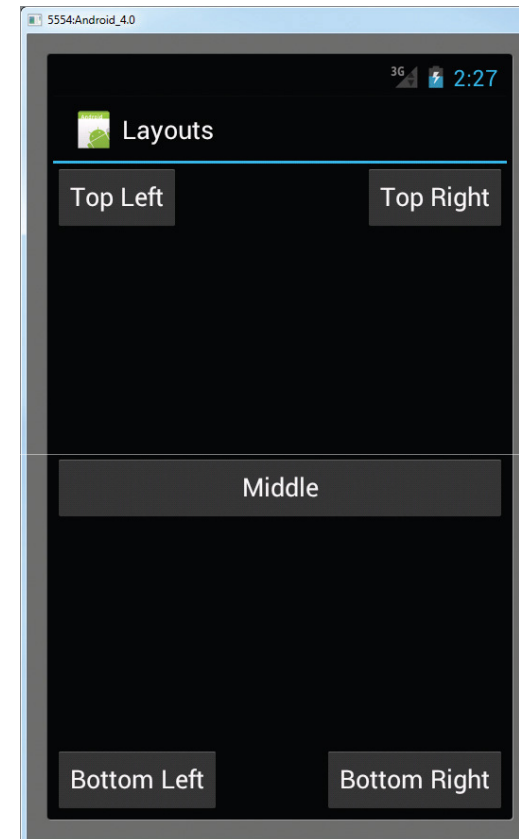 5554:Android_4.0
3G 2:27
Layouts
Top Left Top Right
Middle
Bottom Left Bottom Right